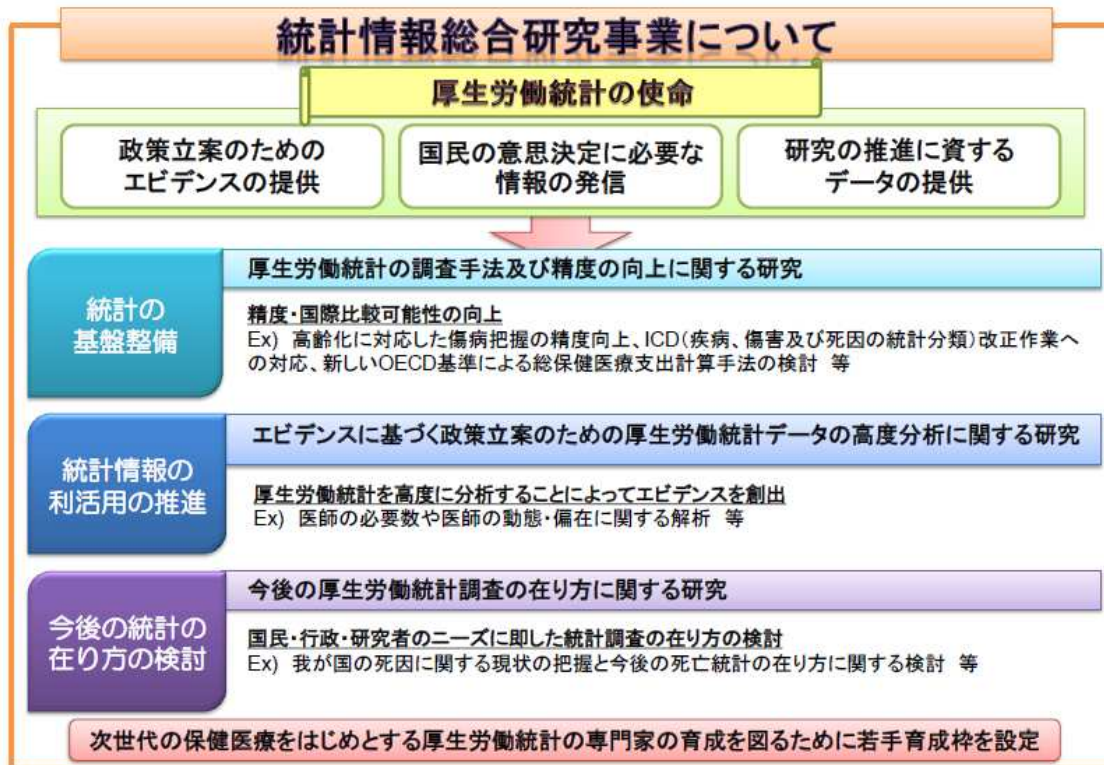 統計情報総合研究事業について
厚生労働統計の使命
政策立案のための
エビデンスの提供
国民の意思決定に必要な
情報の発信
研究の推進に資する
データの提供
統計の
基盤整備
厚生労働統計の調査手法及び精度の向上に関する研究
精度・国際比較可能性の向上
Ex) 高齢化に対応した傷病把握の精度向上、ICD(疾病、傷害及び死因の統計分類)改正作業へ
の対応、新しいOECD基準による総保健医療支出計算手法の検討 等
統計情報の
利活用の推進
エビデンスに基づく政策立案のための厚生労働統計データの高度分析に関する研究
厚生労働統計を高度に分析することによってエビデンスを創出
Ex) 医師の必要数や医師の動態・偏在に関する解析 等
今後の統計の
在り方の検討
今後の厚生労働統計調査の在り方に関する研究
国民・行政・研究者のニーズに即した統計調査の在り方の検討
Ex) 我が国の死因に関する現状の把握と今後の死亡統計の在り方に関する検討 等
次世代の保健医療をはじめとする厚生労働統計の専門家の育成を図るために若手育成枠を設定